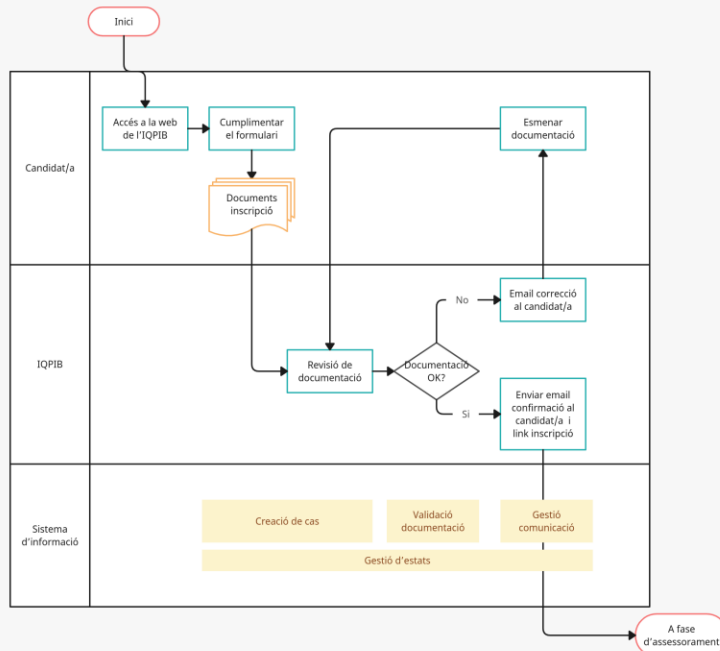 Inici
Candidat/a
Accés a la web
de l'IQPIB
Cumplimentar
el formulari
Esmenar
documentació
Documents
inscripció
IQPIB
Revisió de
documentació
Documentació
OK?
No
Email correcció
al candidat/a
Si
Enviar email
confirmació al
candidat/a i
link inscripció
Sistema
d'informació
Creació de cas
Validació
documentació
Gestió
comunicació
Gestió d'estats
A fase
d'assessorament